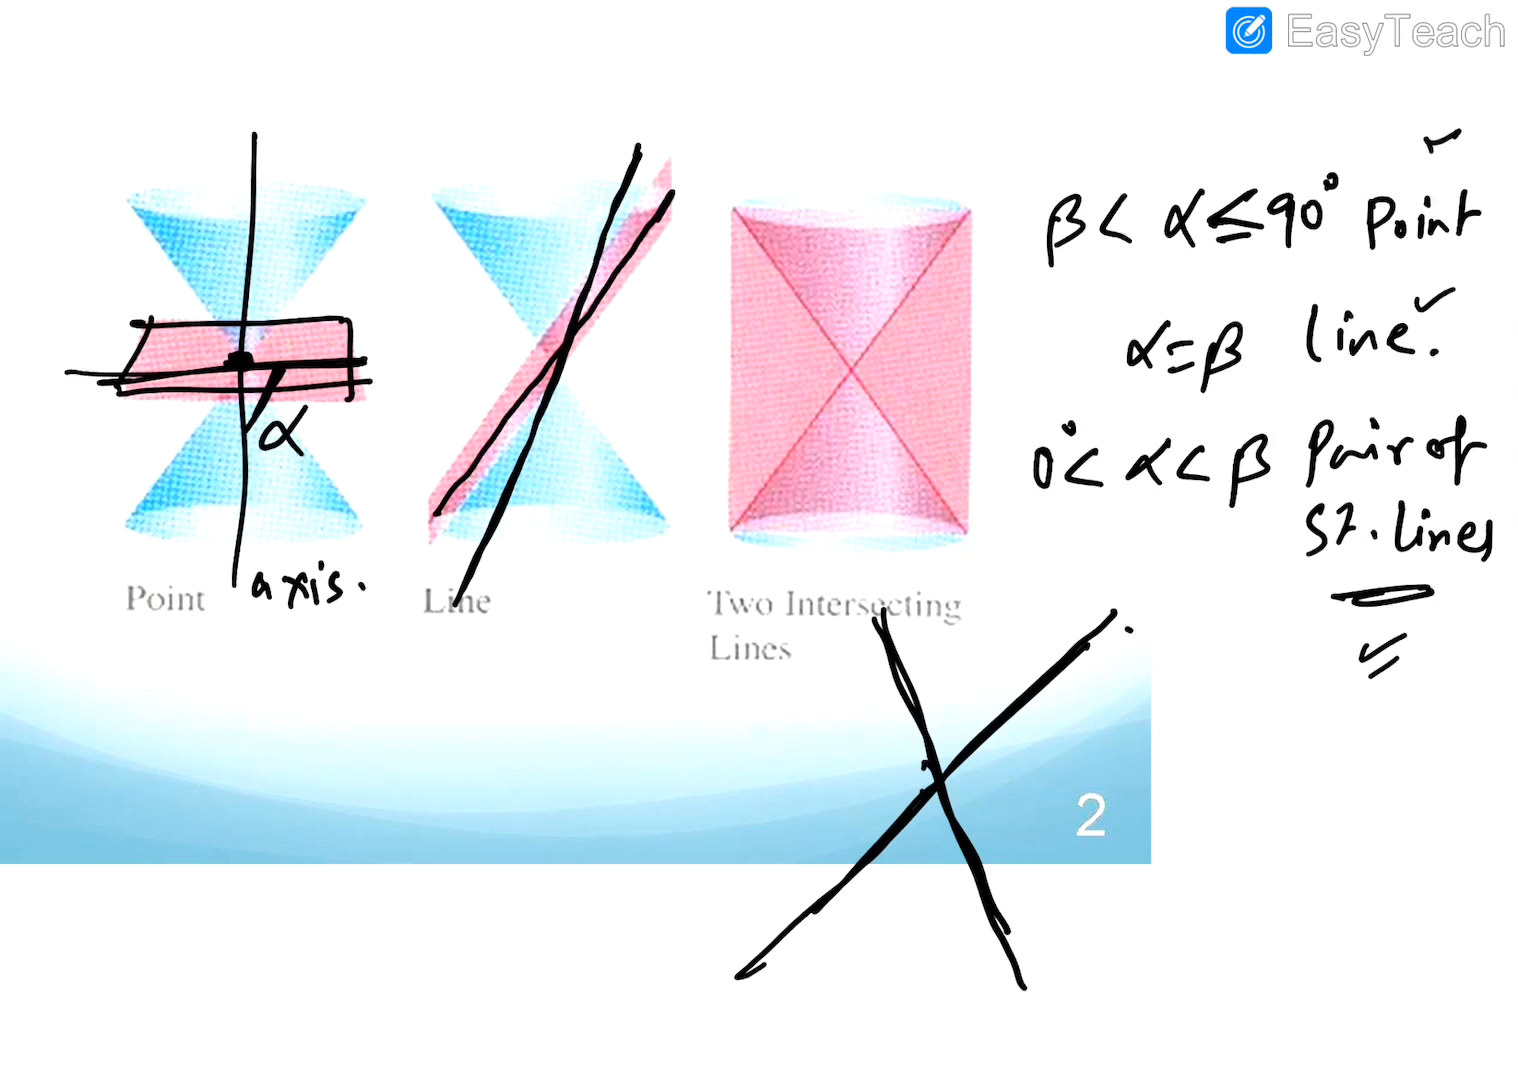 EasyTeach
β < α ≤ 90° Point
α = β line.
0° < α < β Pair of
St. lines
α
axis.
Point
Line
Two Intersecting
Lines
2